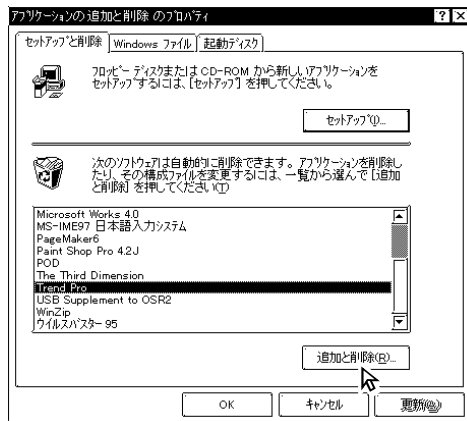 アプリケーションの追加と削除 のプロパティ
セットアップと削除 Windows ファイル 起動ディスク
フロッピー ディスクまたは CD-ROM から新しいアプリケーションを
セットアップするには、[セットアップ] を押してください。
セットアップ(I)...
次のソフトウェアは自動的に削除できます。アプリケーションを削除し
たり、その構成ファイルを変更するには、一覧から選んで [追加
と削除] を押してください(T)
Microsoft Works 4.0
MS-IME97 日本語入力システム
PageMaker6
Paint Shop Pro 4.2J
POD
The Third Dimension
Trend Pro
USB Supplement to OSR2
WinZip
ウイルスバスター 95
追加と削除(R)...
OK キャンセル 更新(A)